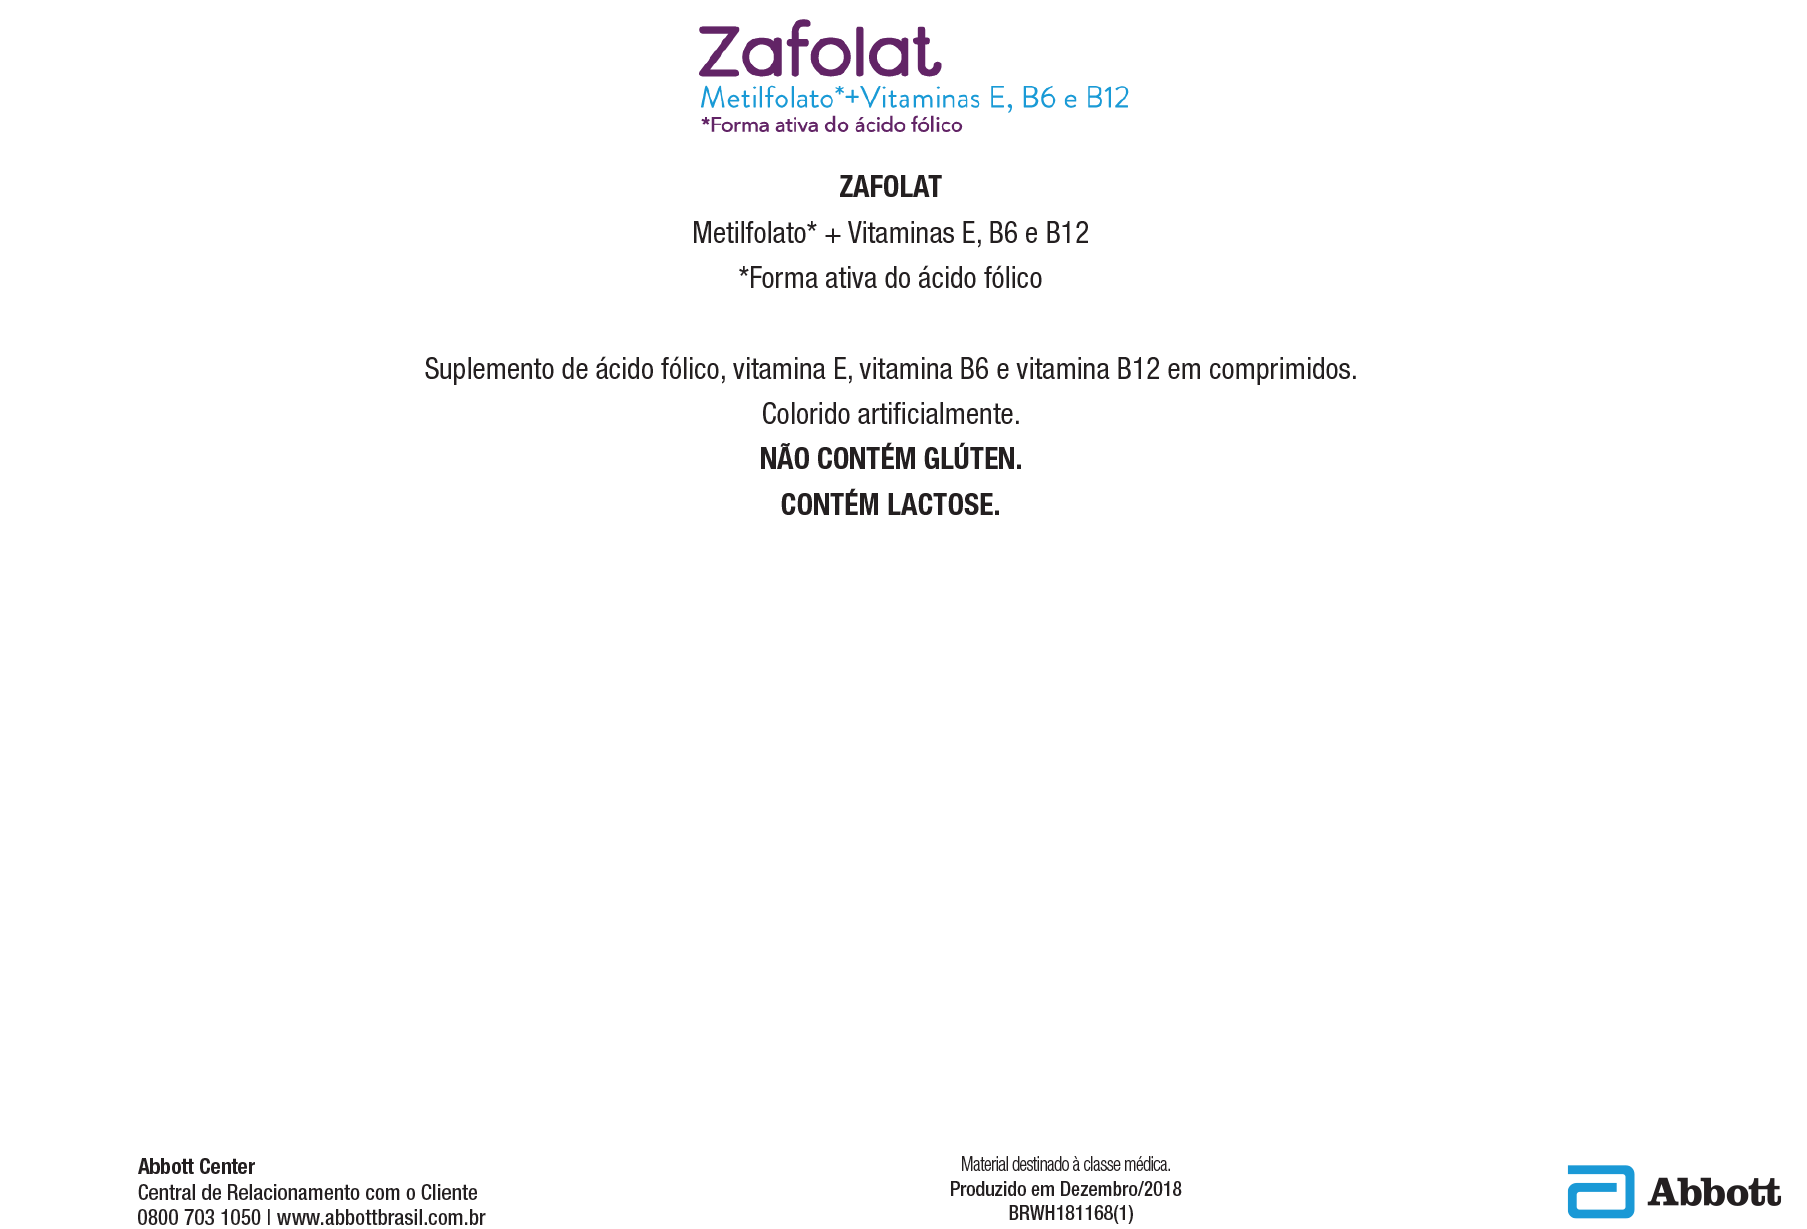 Zafolat
Metilfolato*+Vitaminas E, B6 e B12
*Forma ativa do ácido fólico
ZAFOLAT
Metilfolato* + Vitaminas E, B6 e B12
*Forma ativa do ácido fólico
Suplemento de ácido fólico, vitamina E, vitamina B6 e vitamina B12 em comprimidos.
Colorido artificialmente.
NÃO CONTÉM GLÚTEN.
CONTÉM LACTOSE.
Abbott Center
Central de Relacionamento com o Cliente
0800 703 1050 | www.abbottbrasil.com.br
Material destinado à classe médica.
Produzido em Dezembro/2018
BRWH181168(1)
Abbott